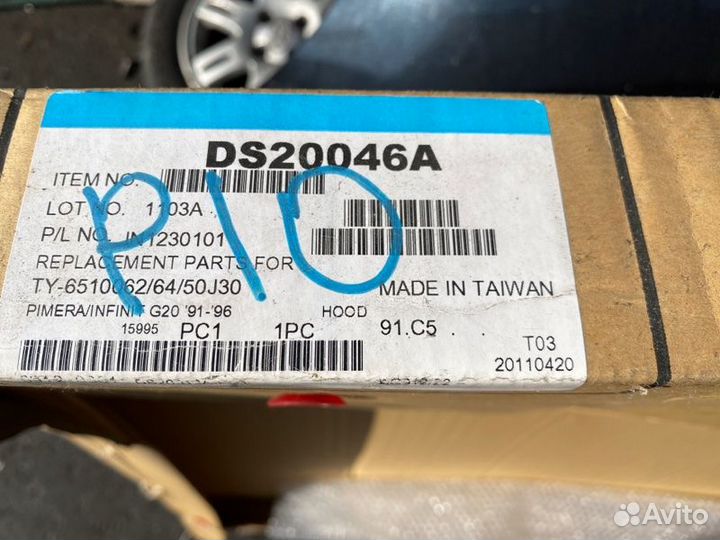 DS20046A
ITEM NO.
LOT NO. 1103A
P/L NO. IN1230101
P10
REPLACEMENT PARTS FOR
TY-6510062/64/50J30
MADE IN TAIWAN
PIMERA/INFINIT G20 '91-'96 HOOD
15995 PC1 1PC 91.C5
T03
20110420
Avito